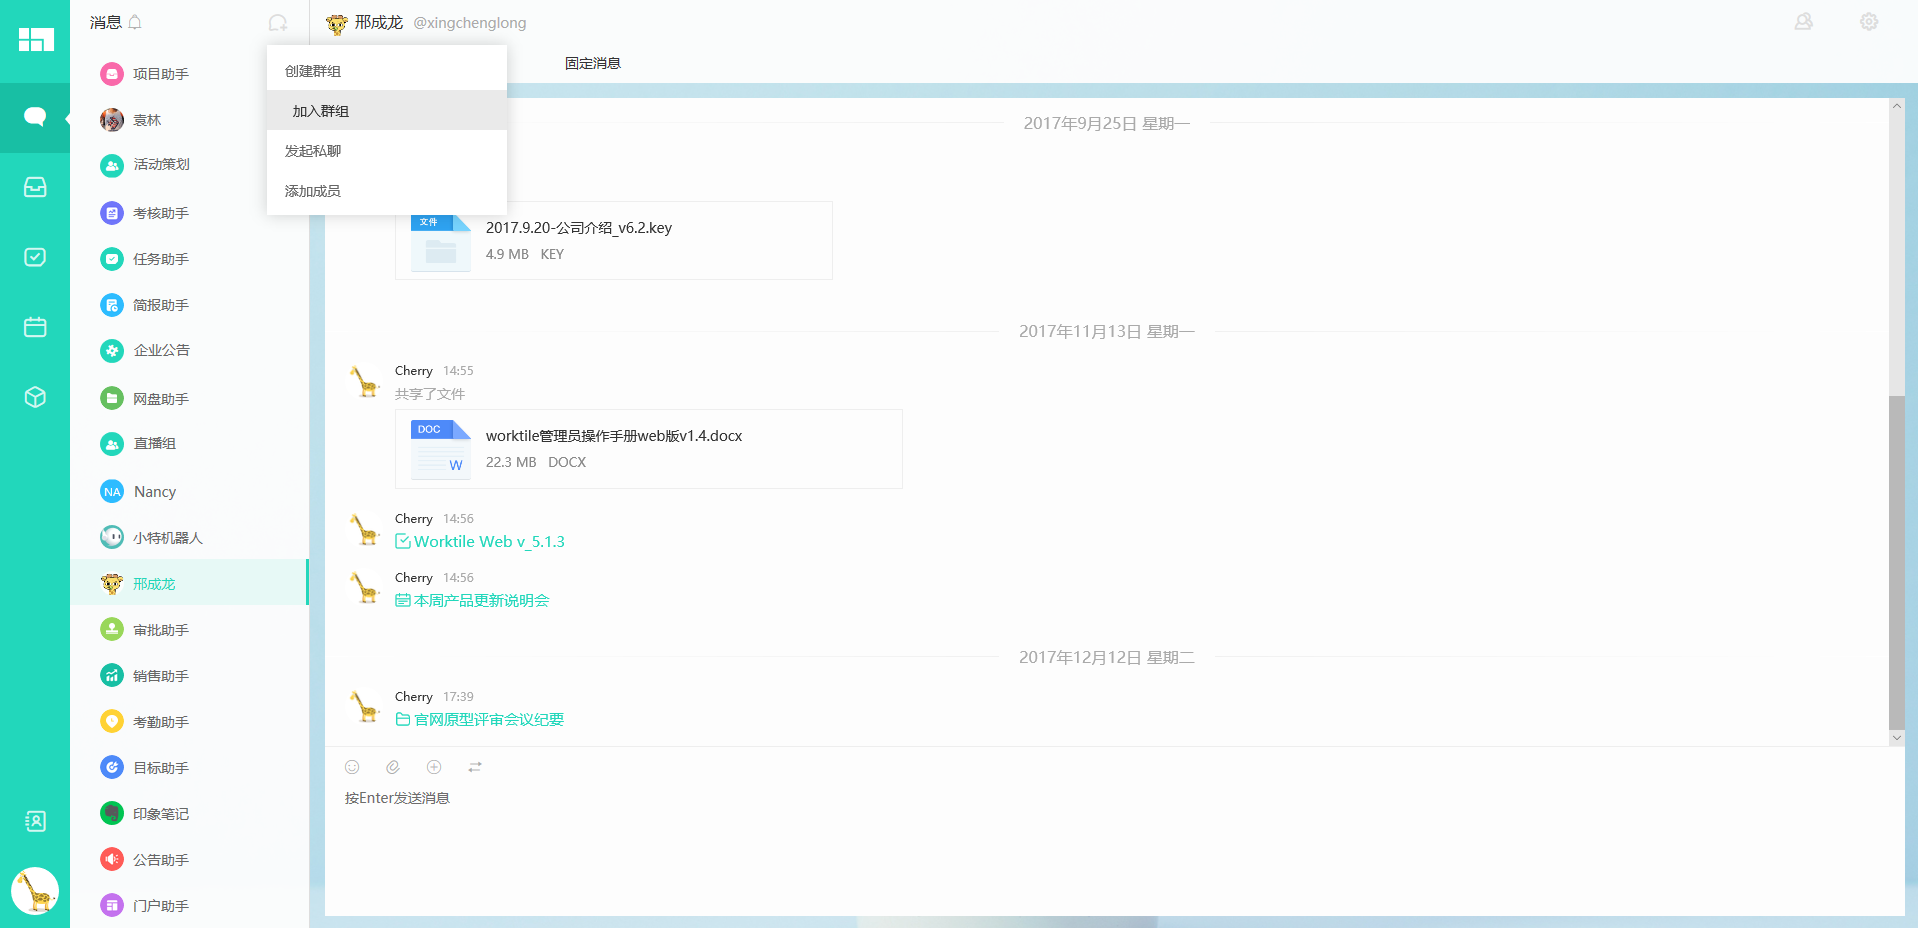 消息
项目助手
袁林
活动策划
考核助手
任务助手
简报助手
企业公告
网盘助手
直播组
NA Nancy
小特机器人
邢成龙
审批助手
销售助手
考勤助手
目标助手
印象笔记
公告助手
门户助手
创建群组
加入群组
发起私聊
添加成员
邢成龙 @xingchenglong
固定消息
2017年9月25日 星期一
文件
2017.9.20-公司介绍_v6.2.key
4.9 MB KEY
2017年11月13日 星期一
Cherry 14:55
共享了文件
DOC
W
worktile管理员操作手册web版v1.4.docx
22.3 MB DOCX
Cherry 14:56
Worktile Web v_5.1.3
Cherry 14:56
本周产品更新说明会
2017年12月12日 星期二
Cherry 17:39
官网原型评审会议纪要
按Enter发送消息